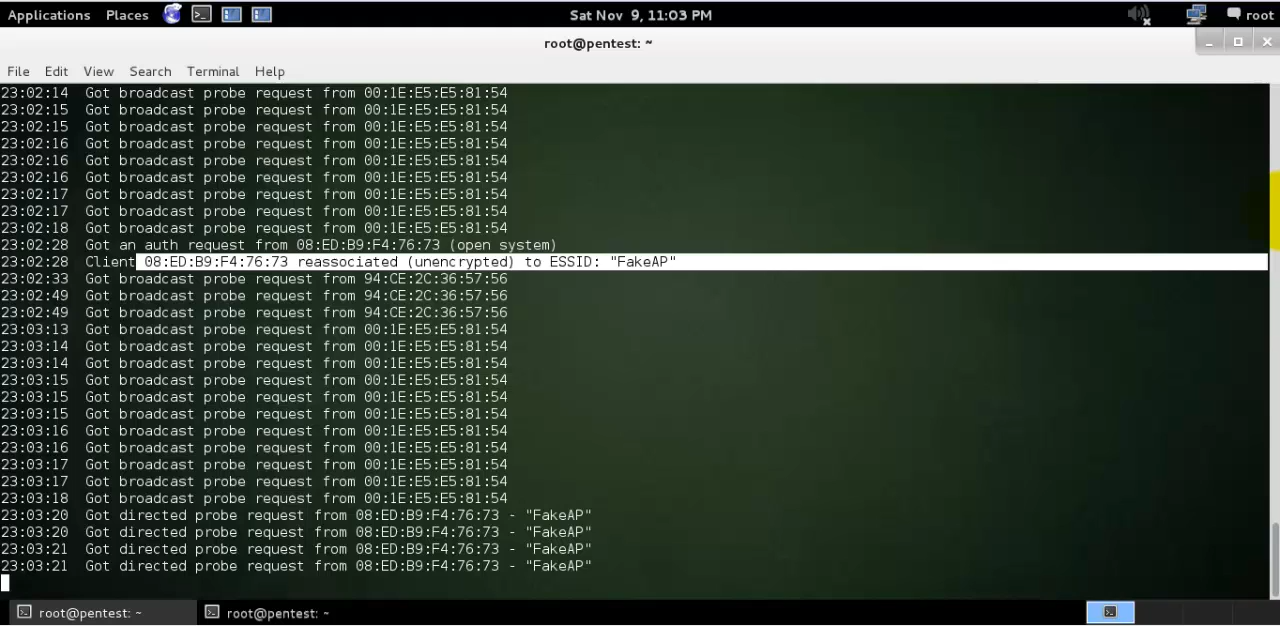 Applications Places Sat Nov 9, 11:03 PM root
root@pentest: ~
File Edit View Search Terminal Help
23:02:14 Got broadcast probe request from 00:1E:E5:E5:81:54
23:02:15 Got broadcast probe request from 00:1E:E5:E5:81:54
23:02:15 Got broadcast probe request from 00:1E:E5:E5:81:54
23:02:16 Got broadcast probe request from 00:1E:E5:E5:81:54
23:02:16 Got broadcast probe request from 00:1E:E5:E5:81:54
23:02:16 Got broadcast probe request from 00:1E:E5:E5:81:54
23:02:17 Got broadcast probe request from 00:1E:E5:E5:81:54
23:02:17 Got broadcast probe request from 00:1E:E5:E5:81:54
23:02:18 Got broadcast probe request from 00:1E:E5:E5:81:54
23:02:28 Got an auth request from 08:ED:B9:F4:76:73 (open system)
23:02:28 Client 08:ED:B9:F4:76:73 reassociated (unencrypted) to ESSID: "FakeAP"
23:02:33 Got broadcast probe request from 94:CE:2C:36:57:56
23:02:49 Got broadcast probe request from 94:CE:2C:36:57:56
23:02:49 Got broadcast probe request from 94:CE:2C:36:57:56
23:03:13 Got broadcast probe request from 00:1E:E5:E5:81:54
23:03:14 Got broadcast probe request from 00:1E:E5:E5:81:54
23:03:14 Got broadcast probe request from 00:1E:E5:E5:81:54
23:03:15 Got broadcast probe request from 00:1E:E5:E5:81:54
23:03:15 Got broadcast probe request from 00:1E:E5:E5:81:54
23:03:15 Got broadcast probe request from 00:1E:E5:E5:81:54
23:03:16 Got broadcast probe request from 00:1E:E5:E5:81:54
23:03:16 Got broadcast probe request from 00:1E:E5:E5:81:54
23:03:17 Got broadcast probe request from 00:1E:E5:E5:81:54
23:03:17 Got broadcast probe request from 00:1E:E5:E5:81:54
23:03:18 Got broadcast probe request from 00:1E:E5:E5:81:54
23:03:20 Got directed probe request from 08:ED:B9:F4:76:73 - "FakeAP"
23:03:20 Got directed probe request from 08:ED:B9:F4:76:73 - "FakeAP"
23:03:21 Got directed probe request from 08:ED:B9:F4:76:73 - "FakeAP"
23:03:21 Got directed probe request from 08:ED:B9:F4:76:73 - "FakeAP"
root@pentest: ~ root@pentest: ~